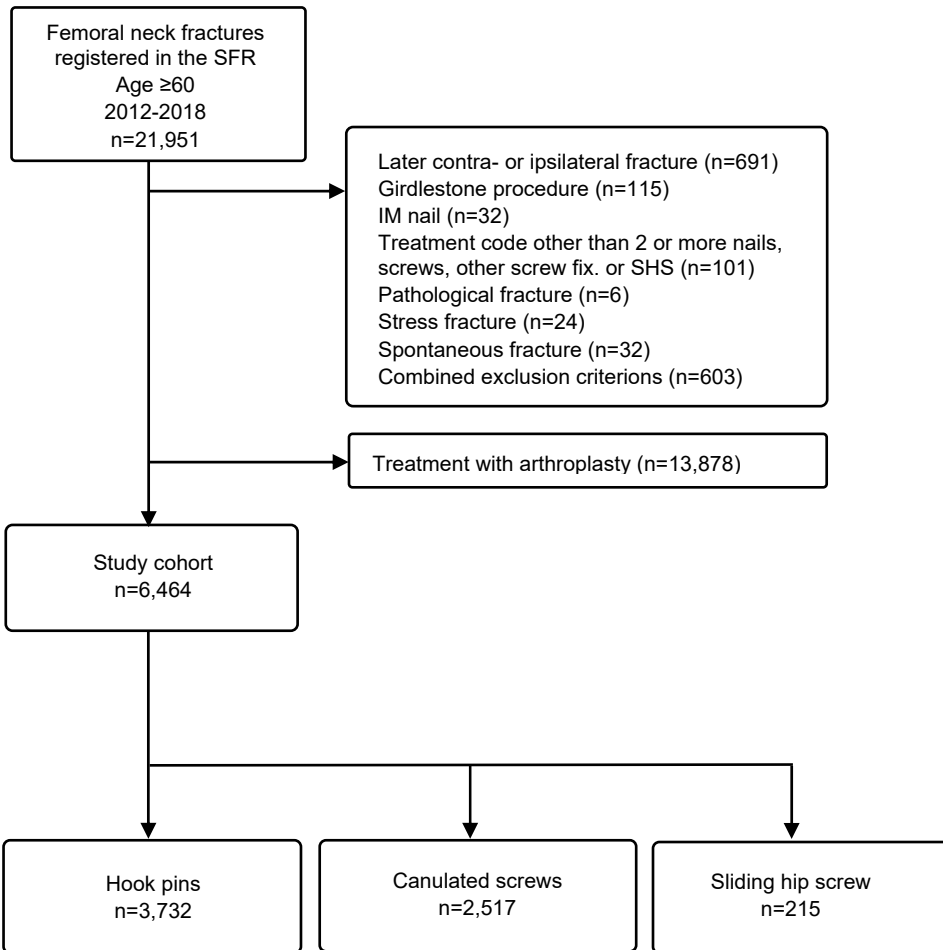 Femoral neck fractures
registered in the SFR
Age ≥60
2012-2018
n=21,951
Later contra- or ipsilateral fracture (n=691)
Girdlestone procedure (n=115)
IM nail (n=32)
Treatment code other than 2 or more nails,
screws, other screw fix. or SHS (n=101)
Pathological fracture (n=6)
Stress fracture (n=24)
Spontaneous fracture (n=32)
Combined exclusion criterions (n=603)
Treatment with arthroplasty (n=13,878)
Study cohort
n=6,464
Hook pins
n=3,732
Canulated screws
n=2,517
Sliding hip screw
n=215